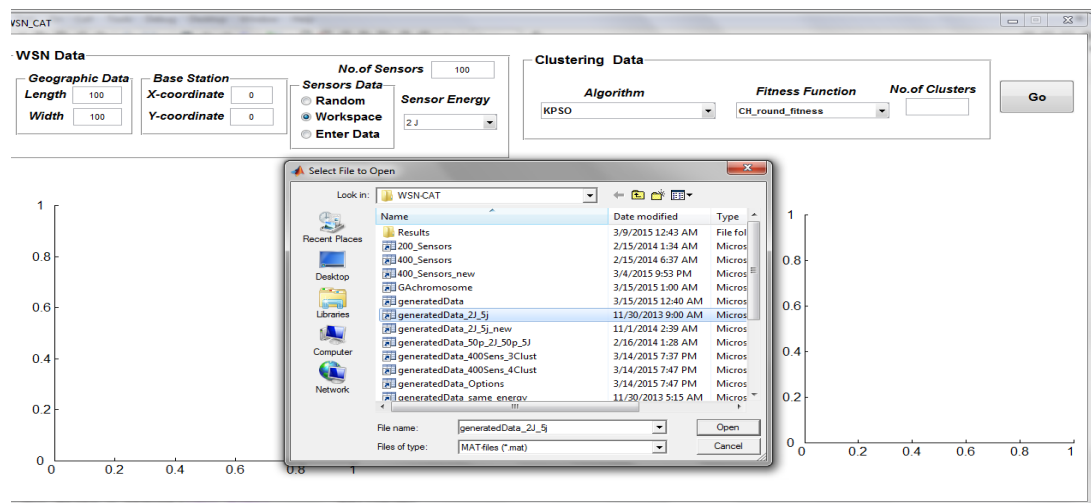 WSN_CAT
WSN Data
Geographic Data
Length 100
Width 100
Base Station
X-coordinate 0
Y-coordinate 0
No.of Sensors 100
Sensors Data
Random
Workspace
Enter Data
Sensor Energy
2 J
Clustering Data
Algorithm
KPSO
Fitness Function
CH_round_fitness
No.of Clusters
Go
Select File to Open
Look in: WSN-CAT
Recent Places
Desktop
Libraries
Computer
Network
Name Date modified Type
Results 3/9/2015 12:43 AM File fol
200_Sensors 2/15/2014 1:34 AM Micros
400_Sensors 2/15/2014 6:37 AM Micros
400_Sensors_new 3/4/2015 9:53 PM Micros
GAchromosome 3/15/2015 1:00 AM Micros
generatedData 3/15/2015 12:40 AM Micros
generatedData_2J_5j 11/30/2013 9:00 AM Micros
generatedData_2J_5j_new 11/1/2014 2:39 AM Micros
generatedData_50p_2J_50p_5J 2/16/2014 1:28 AM Micros
generatedData_400Sens_3Clust 3/14/2015 7:37 PM Micros
generatedData_400Sens_4Clust 3/14/2015 7:47 PM Micros
generatedData_Options 3/14/2015 7:47 PM Micros
generatedData_same_energy 11/30/2013 5:15 AM Micros
File name: generatedData_2J_5j
Open
Files of type: MAT-files (*.mat)
Cancel
1
0.8
0.6
0.4
0.2
0
0 0.2 0.4 0.6 0.8 1
1
0.8
0.6
0.4
0.2
0
0 0.2 0.4 0.6 0.8 1